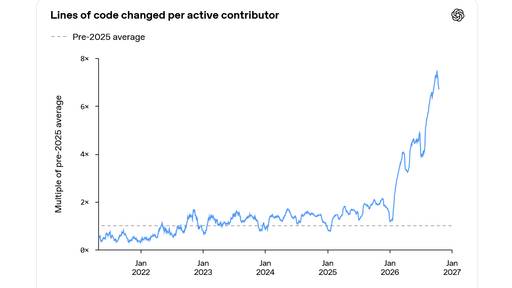 Lines of code changed per active contributor
Pre-2025 average
Multiple of pre-2025 average
8×
6×
4×
2×
0×
Jan 2022
Jan 2023
Jan 2024
Jan 2025
Jan 2026
Jan 2027